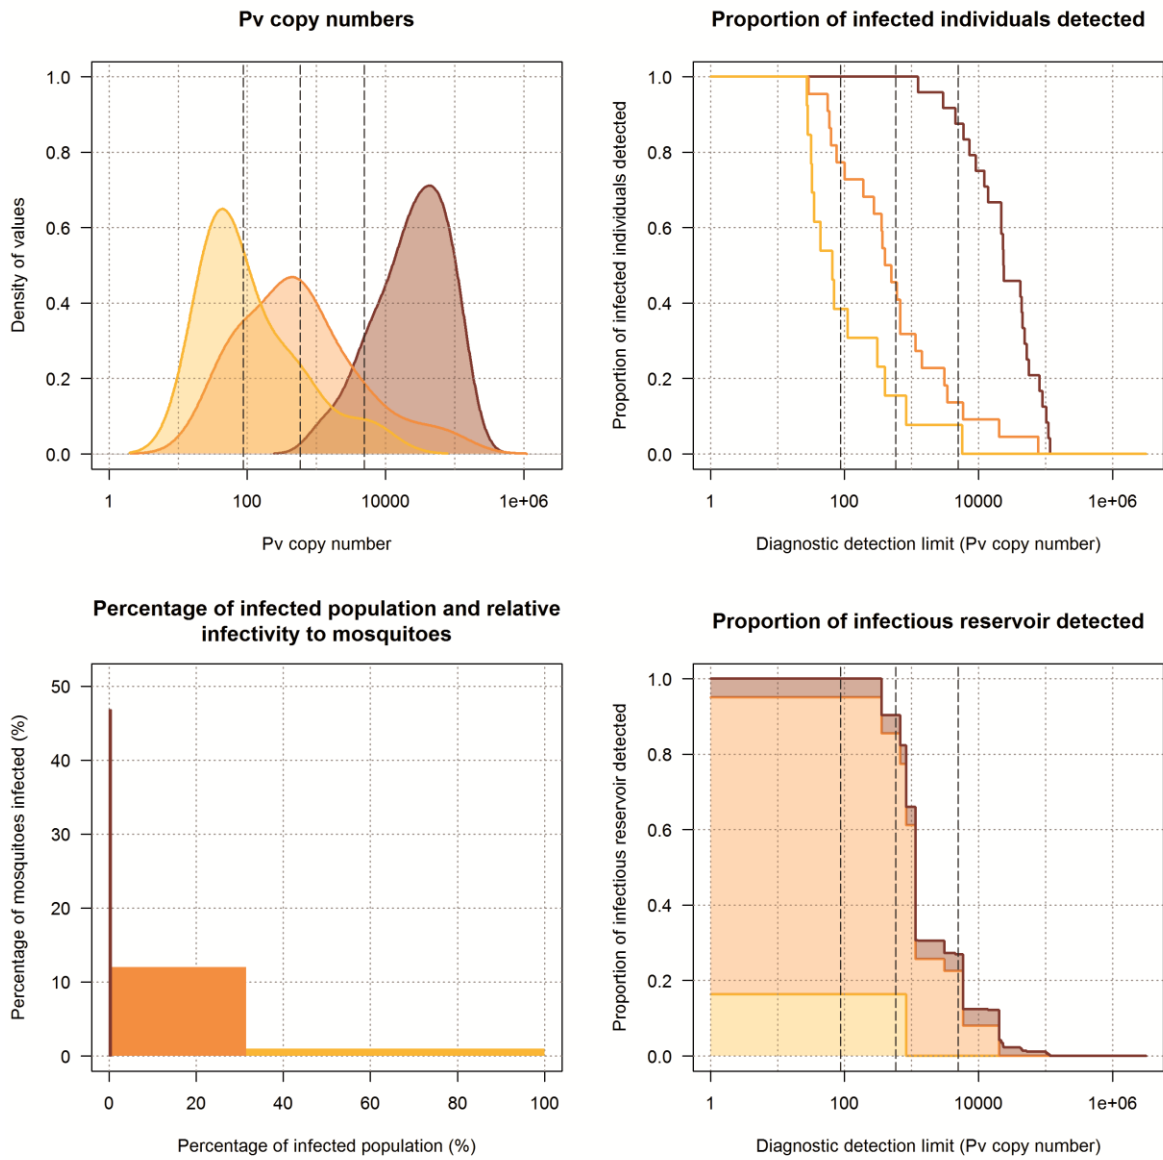 Pv copy numbers
Density of values
1.0
0.8
0.6
0.4
0.2
0.0
1
100
10000
1e+06
Pv copy number
Proportion of infected individuals detected
Proportion of infected individuals detected
1.0
0.8
0.6
0.4
0.2
0.0
1
100
10000
1e+06
Diagnostic detection limit (Pv copy number)
Percentage of infected population and relative
infectivity to mosquitoes
Percentage of mosquitoes infected (%)
50
40
30
20
10
0
0
20
40
60
80
100
Percentage of infected population (%)
Proportion of infectious reservoir detected
Proportion of infectious reservoir detected
1.0
0.8
0.6
0.4
0.2
0.0
1
100
10000
1e+06
Diagnostic detection limit (Pv copy number)